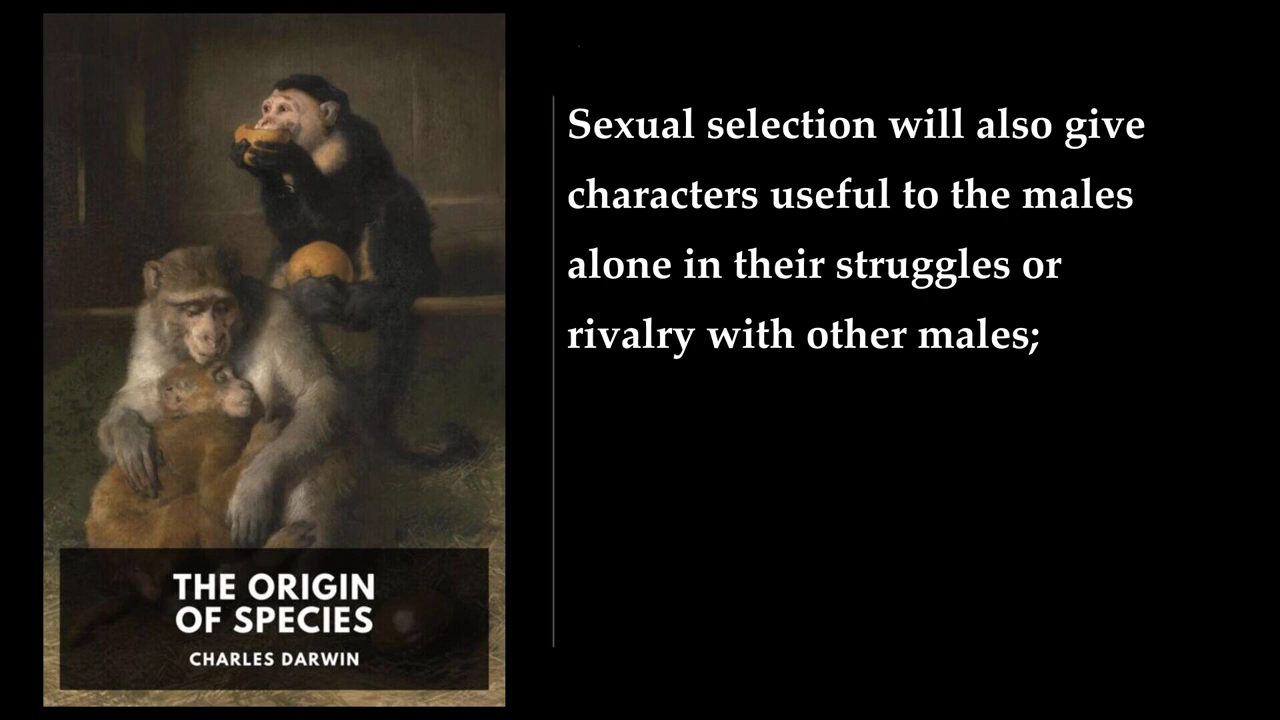 Sexual selection will also give
characters useful to the males
alone in their struggles or
rivalry with other males;
THE ORIGIN
OF SPECIES
CHARLES DARWIN